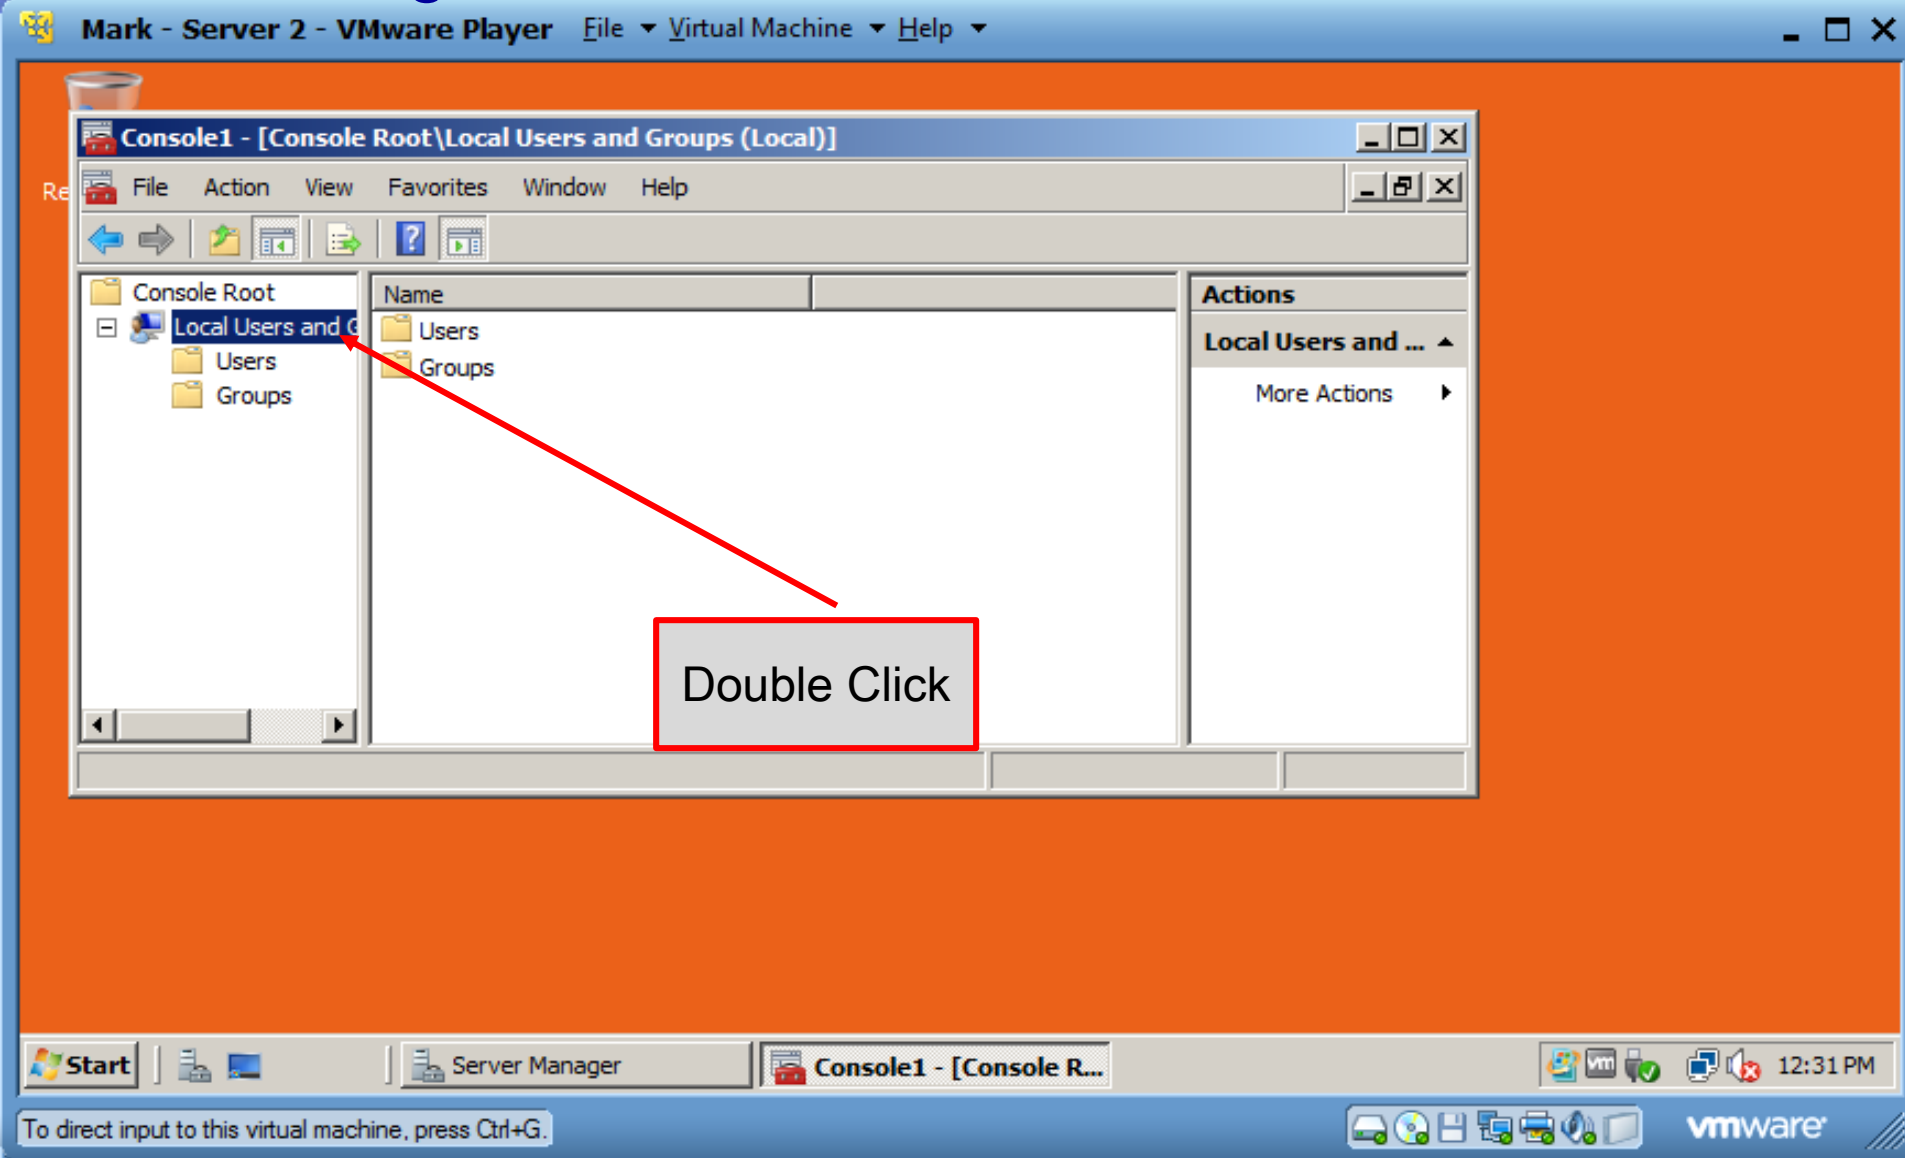 Mark - Server 2 - VMware Player File Virtual Machine Help
Console1 - [Console Root\Local Users and Groups (Local)]
Re File Action View Favorites Window Help
Console Root
Local Users and G
Users
Groups
Name
Users
Groups
Actions
Local Users and ...
More Actions
Double Click
Start Server Manager Console1 - [Console R... vm 12:31 PM
To direct input to this virtual machine, press Ctrl+G. vmware